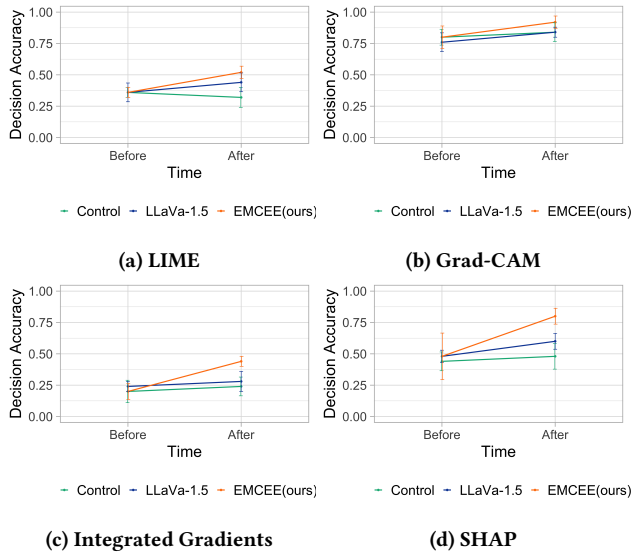 1.00
0.75
0.50
0.25
0.00
Decision Accuracy
Before After
Time
Control LLaVa-1.5 EMCEE(ours)
(a) LIME
1.00
0.75
0.50
0.25
0.00
Decision Accuracy
Before After
Time
Control LLaVa-1.5 EMCEE(ours)
(b) Grad-CAM
1.00
0.75
0.50
0.25
0.00
Decision Accuracy
Before After
Time
Control LLaVa-1.5 EMCEE(ours)
(c) Integrated Gradients
1.00
0.75
0.50
0.25
0.00
Decision Accuracy
Before After
Time
Control LLaVa-1.5 EMCEE(ours)
(d) SHAP